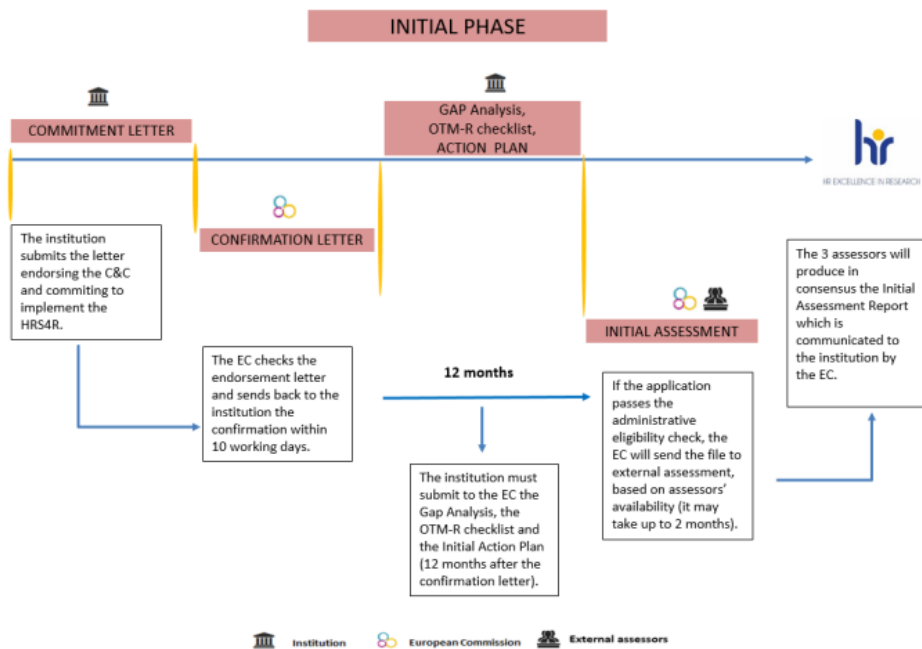 INITIAL PHASE
COMMITMENT LETTER
GAP Analysis,
OTM-R checklist,
ACTION PLAN
hr
HR EXCELLENCE IN RESEARCH
CONFIRMATION LETTER
The institution
submits the letter
endorsing the C&C
and commiting to
implement the
HRS4R.
INITIAL ASSESSMENT
The 3 assessors will
produce in
consensus the Initial
Assessment Report
which is
communicated to
the institution by
the EC.
The EC checks the
endorsement letter
and sends back to the
institution the
confirmation within
10 working days.
12 months
If the application
passes the
administrative
eligibility check, the
EC will send the file to
external assessment,
based on assessors'
availability (it may
take up to 2 months).
The institution must
submit to the EC the
Gap Analysis, the
OTM-R checklist and
the Initial Action Plan
(12 months after the
confirmation letter).
Institution
European Commission
External assessors